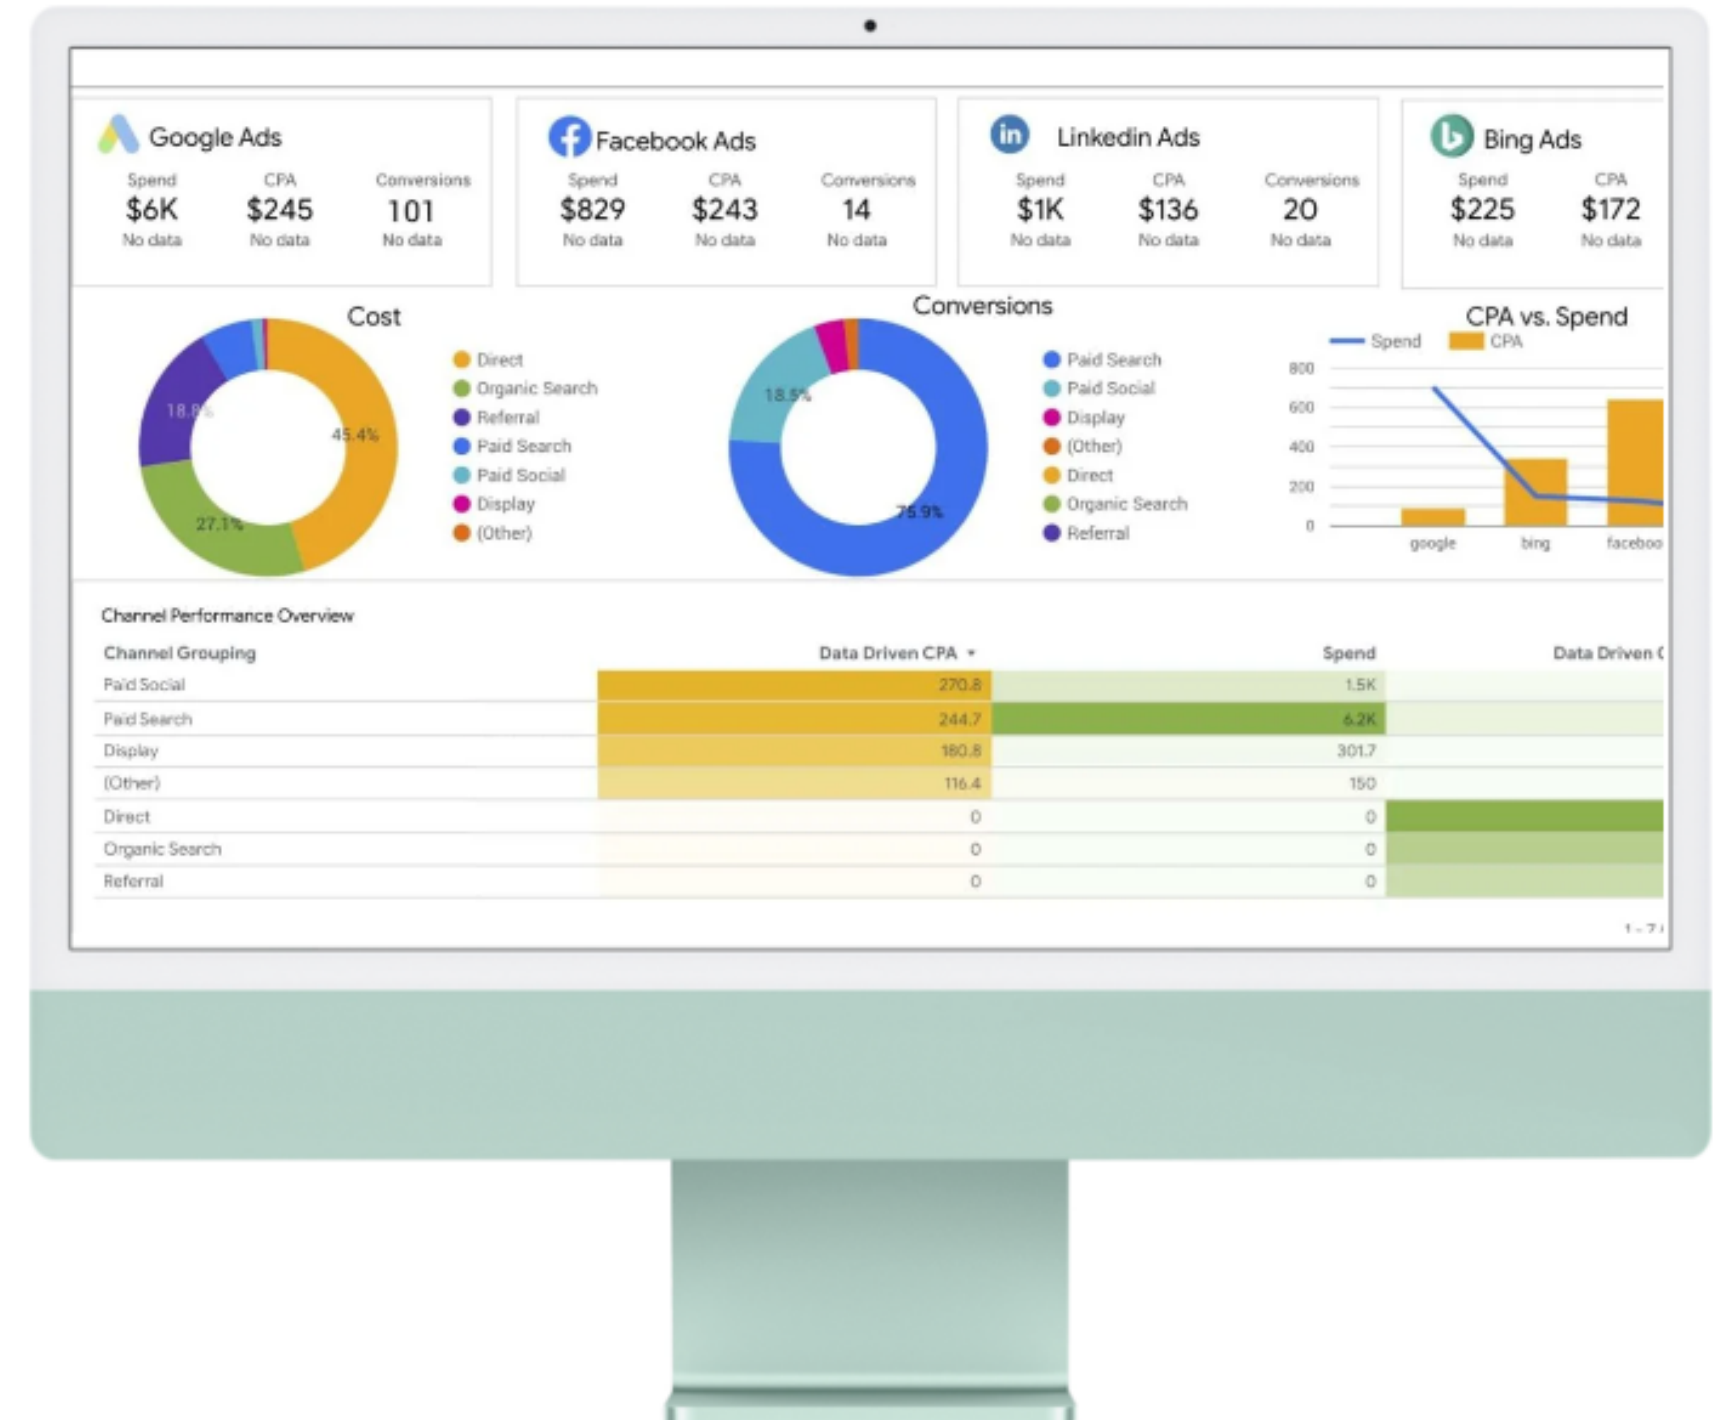 Google Ads
Spend CPA Conversions
$6K $245 101
No data No data No data
Facebook Ads
Spend CPA Conversions
$829 $243 14
No data No data No data
Linkedin Ads
Spend CPA Conversions
$1K $136 20
No data No data No data
Bing Ads
Spend CPA
$225 $172
No data No data
Cost
18.8%
45.4%
27.1%
Direct
Organic Search
Referral
Paid Search
Paid Social
Display
(Other)
Conversions
18.5%
75.9%
Paid Search
Paid Social
Display
(Other)
Direct
Organic Search
Referral
CPA vs. Spend
Spend CPA
800
600
400
200
0
google bing faceboo
Channel Performance Overview
Channel Grouping Data Driven CPA Spend Data Driven
Paid Social 270.8 1.5K
Paid Search 244.7 6.2K
Display 180.8 301.7
(Other) 116.4 150
Direct 0 0
Organic Search 0 0
Referral 0 0
1 - 7